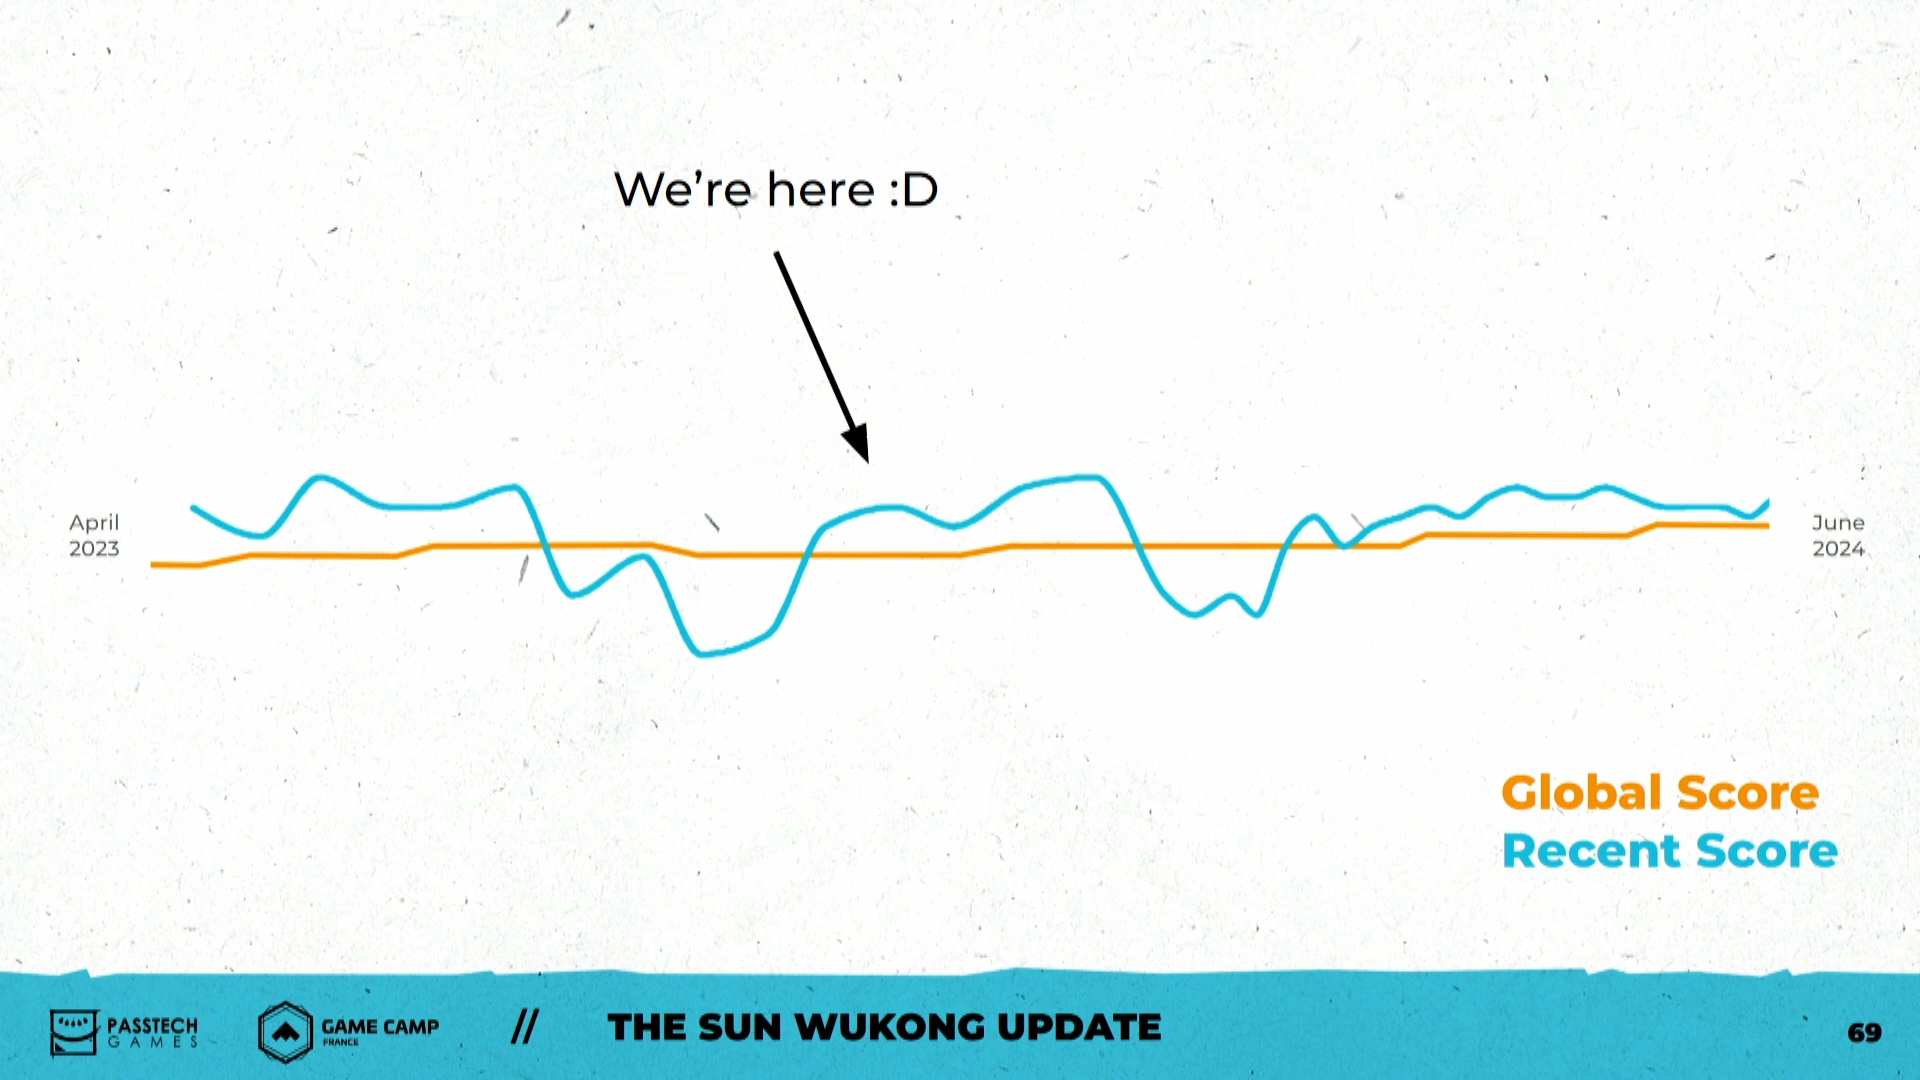 We're here :D
April
2023
June
2024
Global Score
Recent Score
PASSTECH
GAMES
GAME CAMP
FRANCE
//
THE SUN WUKONG UPDATE
69